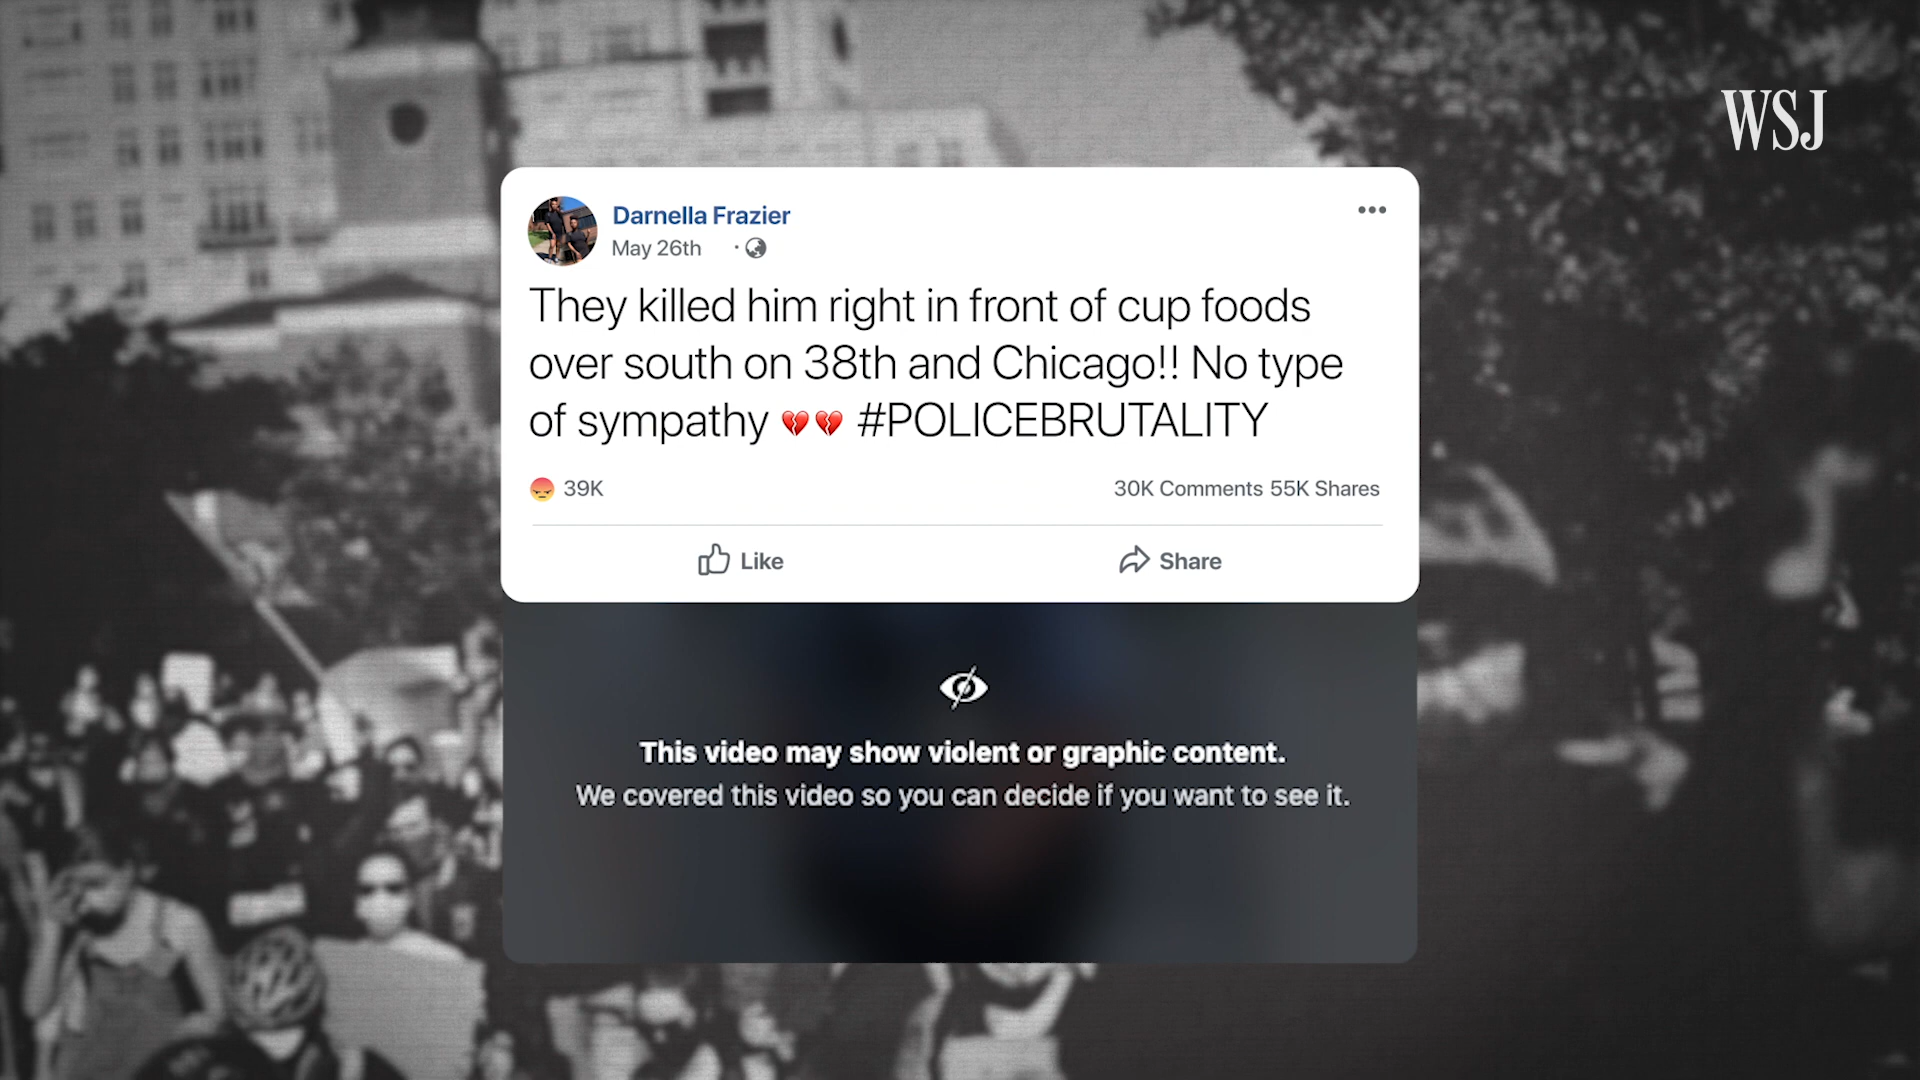 WSJ
Darnella Frazier
May 26th
They killed him right in front of cup foods
over south on 38th and Chicago!! No type
of sympathy 💔💔 #POLICEBRUTALITY
39K
30K Comments 55K Shares
Like
Share
This video may show violent or graphic content.
We covered this video so you can decide if you want to see it.